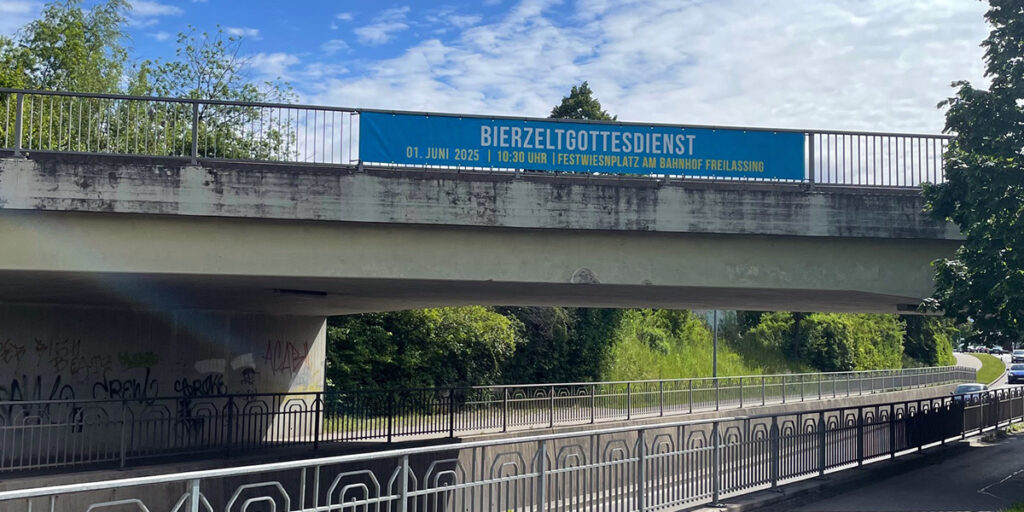 BIERZELTGOTTESDIENST
01. JUNI 2025 | 10:30 UHR | FESTWIESNPLATZ AM BAHNHOF FREILASSING